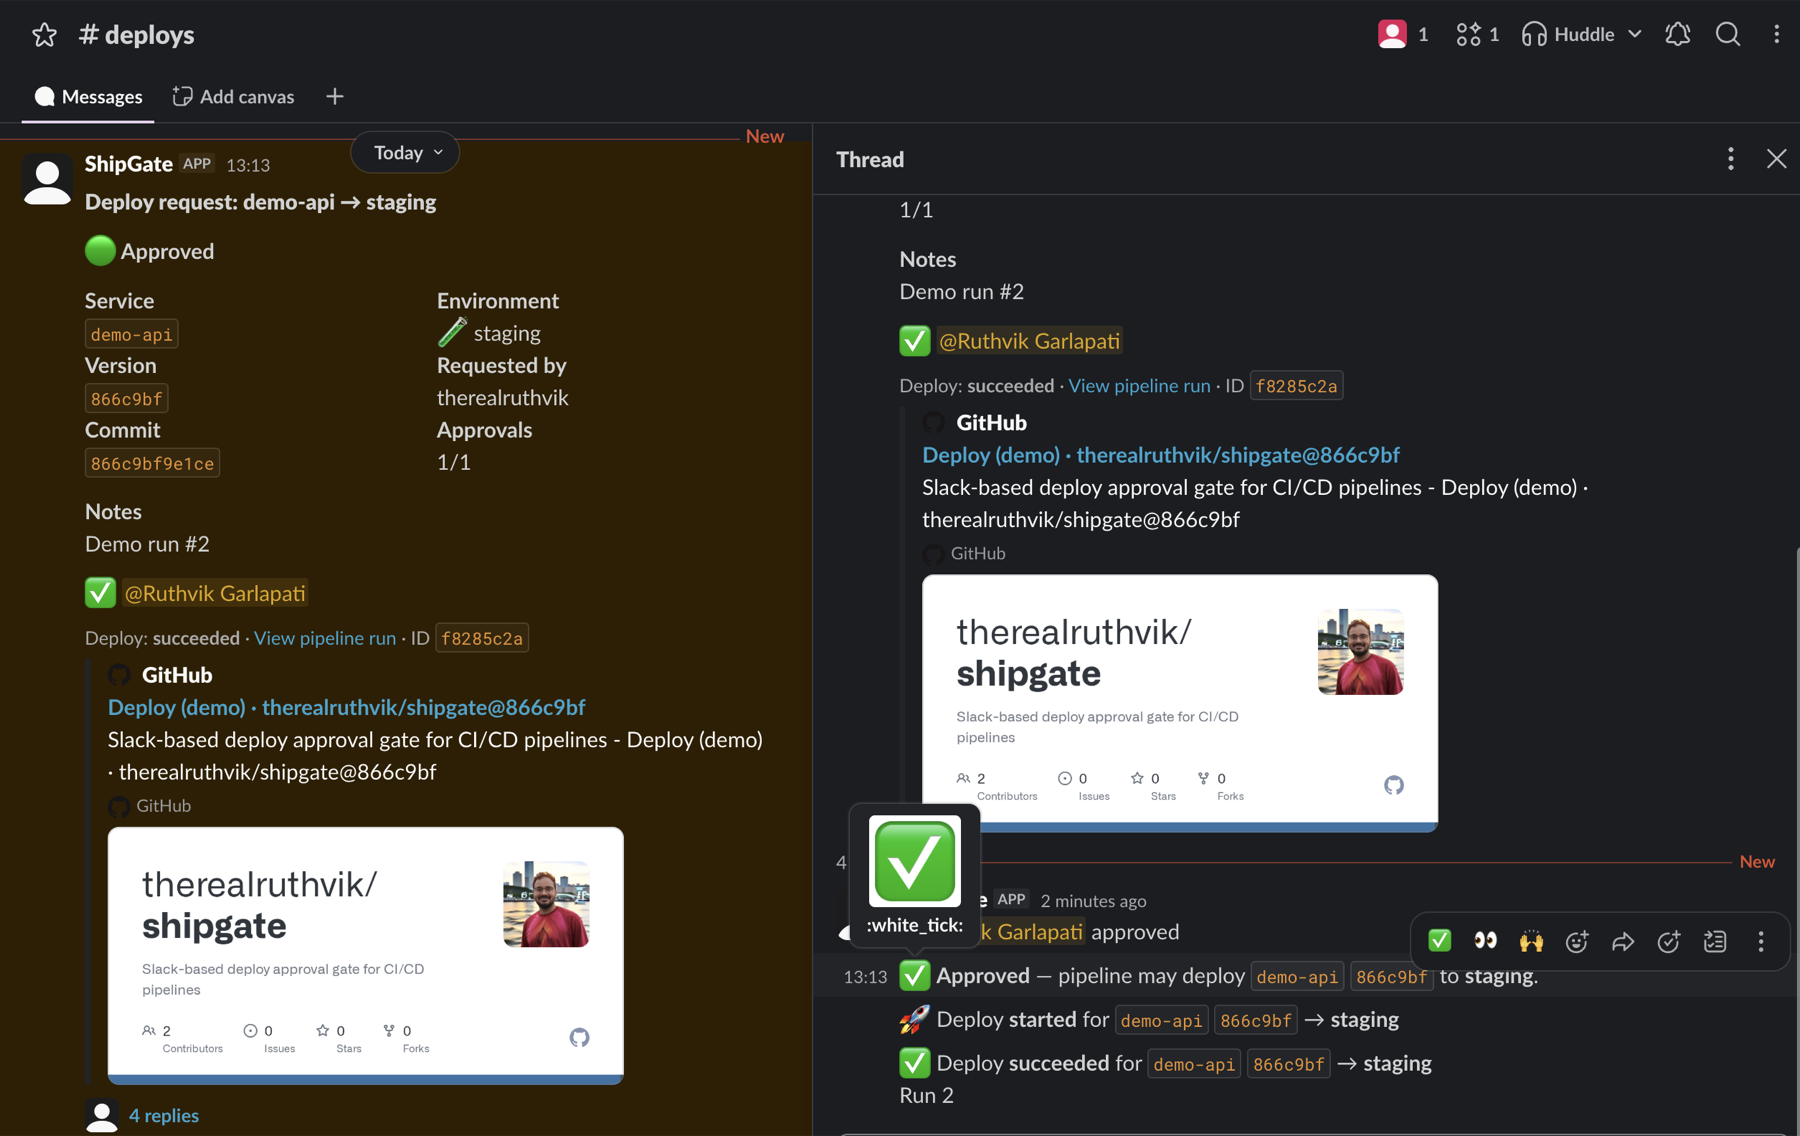 # deploys
1
1
Huddle
Messages
Add canvas
New
Today
ShipGate APP 13:13
Deploy request: demo-api → staging
Approved
Service
demo-api
Environment
staging
Version
866c9bf
Requested by
therealruthvik
Commit
866c9bf9e1ce
Approvals
1/1
Notes
Demo run #2
@Ruthvik Garlapati
Deploy: succeeded · View pipeline run · ID f8285c2a
GitHub
Deploy (demo) · therealruthvik/shipgate@866c9bf
Slack-based deploy approval gate for CI/CD pipelines - Deploy (demo)
· therealruthvik/shipgate@866c9bf
GitHub
therealruthvik/
shipgate
Slack-based deploy approval gate for CI/CD
pipelines
2 0 0 0
Contributors Issues Stars Forks
4 replies
Thread
1/1
Notes
Demo run #2
@Ruthvik Garlapati
Deploy: succeeded · View pipeline run · ID f8285c2a
GitHub
Deploy (demo) · therealruthvik/shipgate@866c9bf
Slack-based deploy approval gate for CI/CD pipelines - Deploy (demo) ·
therealruthvik/shipgate@866c9bf
GitHub
therealruthvik/
shipgate
Slack-based deploy approval gate for CI/CD
pipelines
2 0 0 0
Contributors Issues Stars Forks
4
New
:white_tick:
e APP 2 minutes ago
k Garlapati approved
13:13 Approved — pipeline may deploy demo-api 866c9bf to staging.
Deploy started for demo-api 866c9bf → staging
Deploy succeeded for demo-api 866c9bf → staging
Run 2